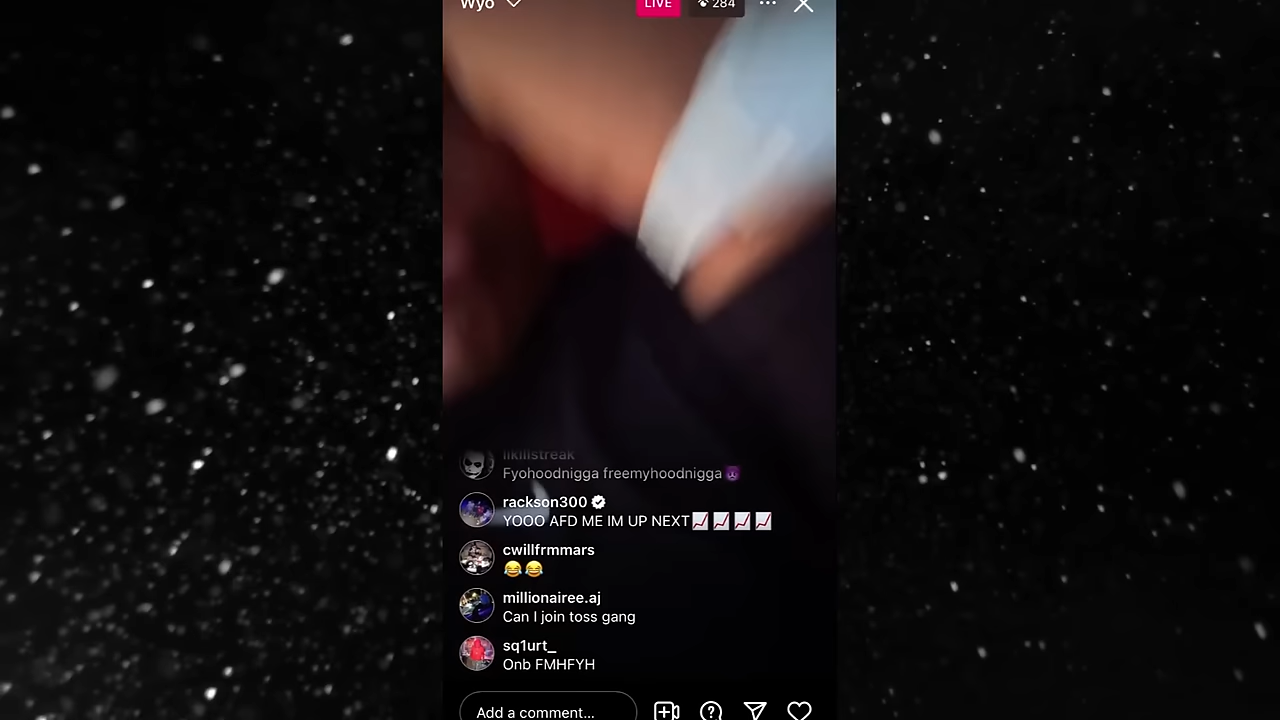 Wyo
LIVE
284
likillstreak
Fyohoodnigga freemyhoodnigga😈
rackson300
YOOO AFD ME IM UP NEXT📈📈📈📈
cwillfrmmars
😂😂
millionairee.aj
Can I join toss gang
sq1urt_
Onb FMHFYH
Add a comment...